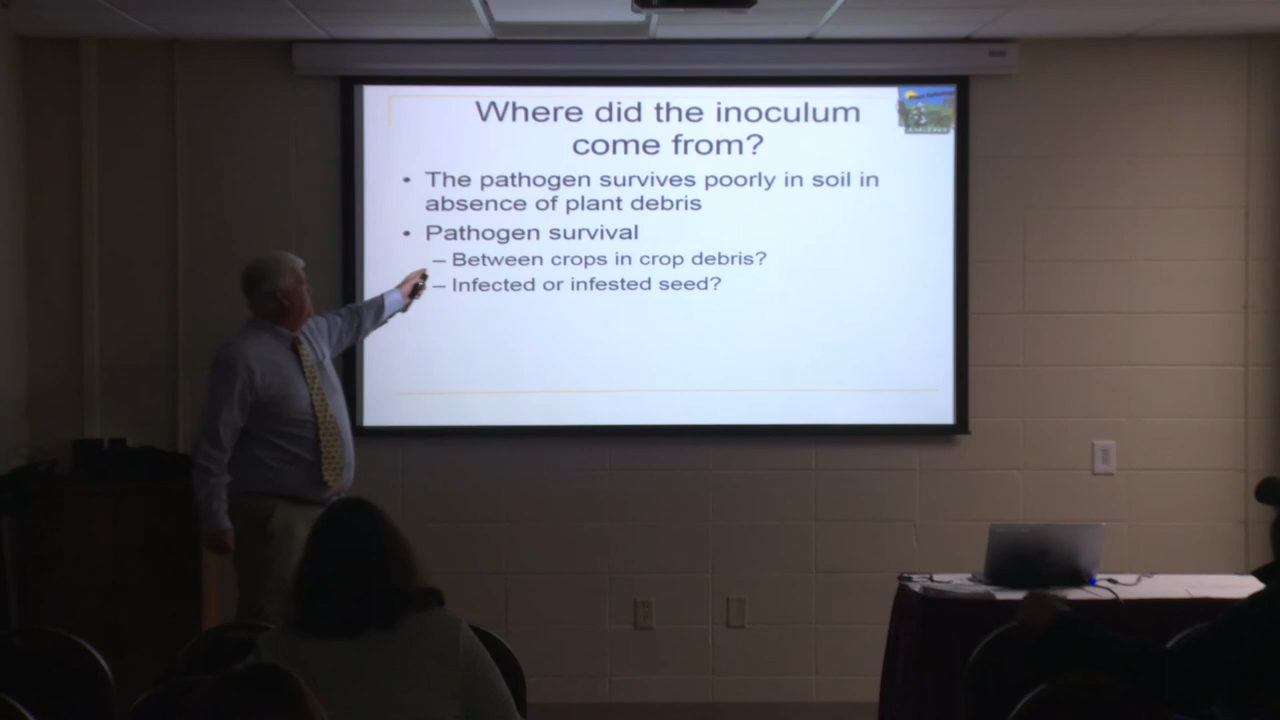 Where did the inoculum
come from?
• The pathogen survives poorly in soil in
absence of plant debris
• Pathogen survival
– Between crops in crop debris?
– Infected or infested seed?